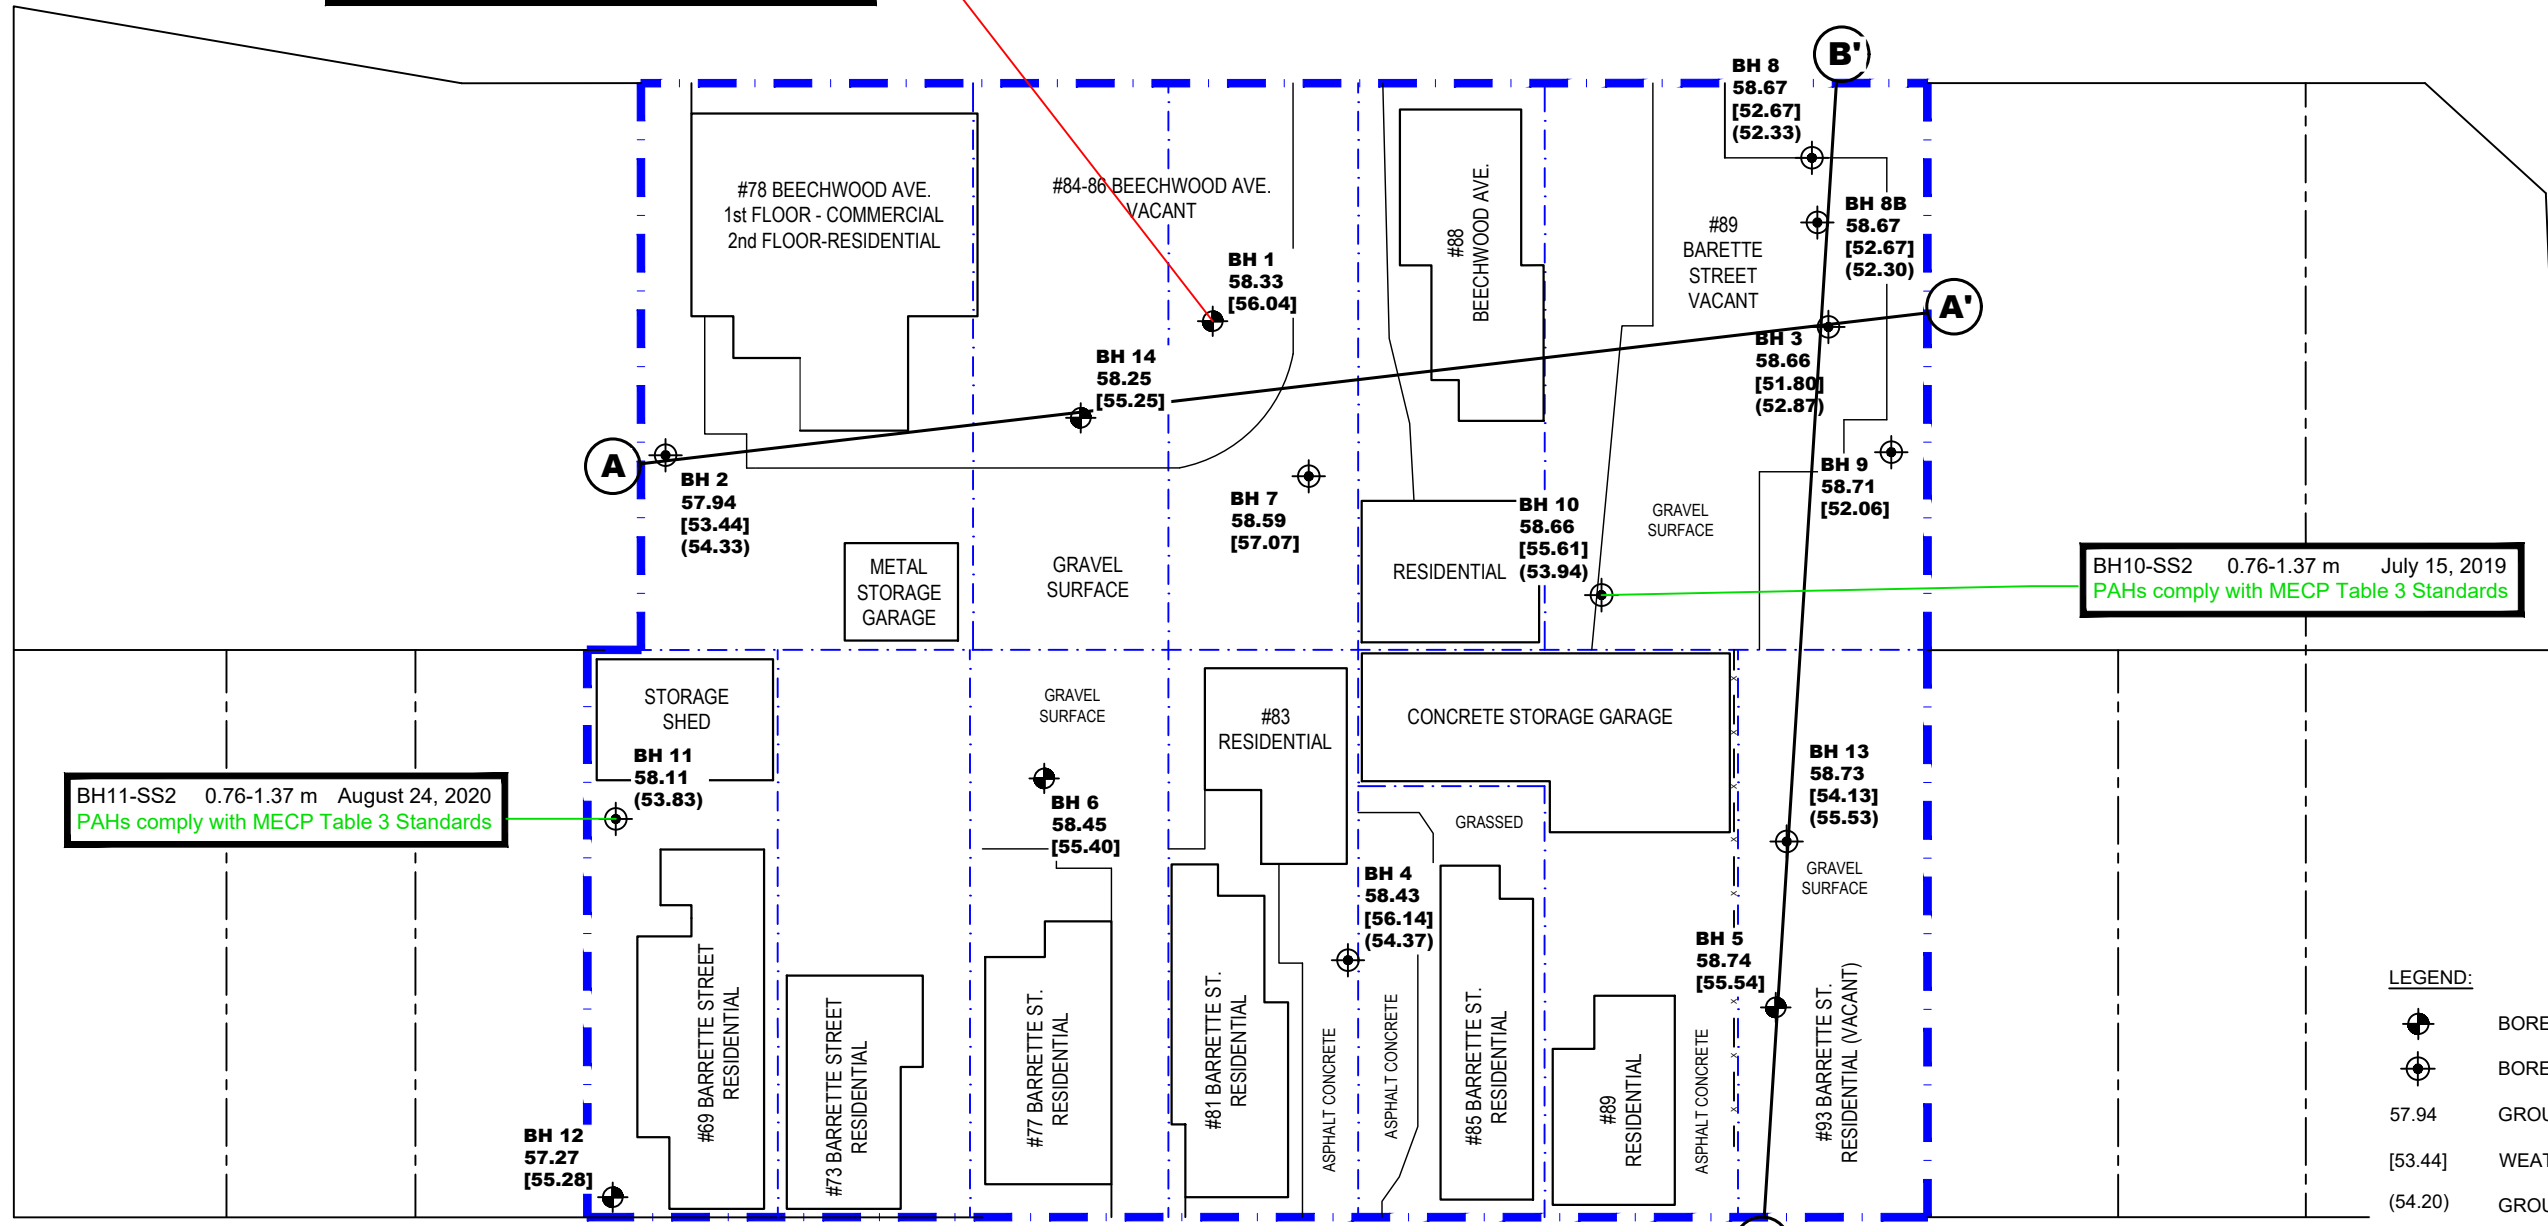 B'
BH 8
58.67
[52.67]
(52.33)
#78 BEECHWOOD AVE.
1st FLOOR - COMMERCIAL
2nd FLOOR-RESIDENTIAL
#84-86 BEECHWOOD AVE.
VACANT
#88
BEECHWOOD AVE.
#89
BARETTE
STREET
VACANT
BH 8B
58.67
[52.67]
(52.30)
BH 1
58.33
[56.04]
A'
BH 14
58.25
[55.25]
BH 3
58.66
[51.80]
(52.87)
A
BH 2
57.94
[53.44]
(54.33)
BH 7
58.59
[57.07]
BH 10
58.66
[55.61]
(53.94)
GRAVEL
SURFACE
BH 9
58.71
[52.06]
METAL
STORAGE
GARAGE
GRAVEL
SURFACE
RESIDENTIAL
BH10-SS2 0.76-1.37 m July 15, 2019
PAHs comply with MECP Table 3 Standards
STORAGE
SHED
GRAVEL
SURFACE
#83
RESIDENTIAL
CONCRETE STORAGE GARAGE
BH 11
58.11
(53.83)
BH11-SS2 0.76-1.37 m August 24, 2020
PAHs comply with MECP Table 3 Standards
BH 6
58.45
[55.40]
GRASSED
BH 13
58.73
[54.13]
(55.53)
GRAVEL
SURFACE
BH 4
58.43
[56.14]
(54.37)
BH 5
58.74
[55.54]
#69 BARRETTE STREET
RESIDENTIAL
#73 BARRETTE STREET
RESIDENTIAL
#77 BARRETTE ST.
RESIDENTIAL
#81 BARRETTE ST.
RESIDENTIAL
ASPHALT CONCRETE
ASPHALT CONCRETE
#85 BARRETTE ST.
RESIDENTIAL
#89
RESIDENTIAL
ASPHALT CONCRETE
#93 BARRETTE ST.
RESIDENTIAL (VACANT)
BH 12
57.27
[55.28]
LEGEND:
BORE
BORE
57.94 GROU
[53.44] WEAT
(54.20) GROU